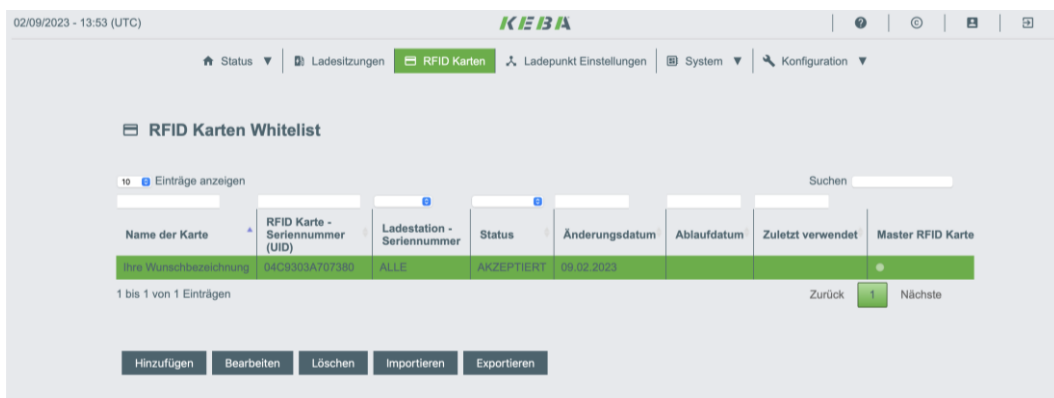 02/09/2023 - 13:53 (UTC)
KEBA
Status ▼ Ladesitzungen RFID Karten Ladepunkt Einstellungen System ▼ Konfiguration ▼
RFID Karten Whitelist
10 Einträge anzeigen Suchen
Name der Karte RFID Karte - Seriennummer (UID) Ladestation - Seriennummer Status Änderungsdatum Ablaufdatum Zuletzt verwendet Master RFID Karte
Ihre Wunschbezeichnung 04C9303A707380 ALLE AKZEPTIERT 09.02.2023
1 bis 1 von 1 Einträgen Zurück 1 Nächste
Hinzufügen Bearbeiten Löschen Importieren Exportieren